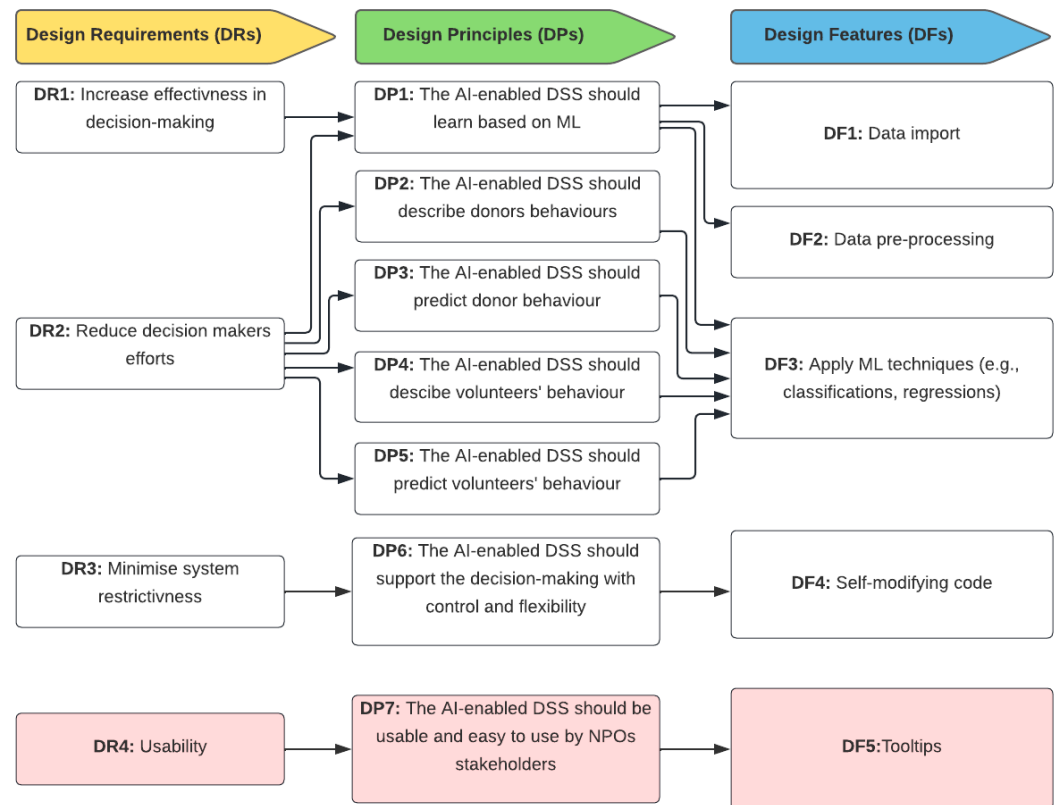 Design Requirements (DRs)
Design Principles (DPs)
Design Features (DFs)
DR1: Increase effectivness in
decision-making
DP1: The AI-enabled DSS should
learn based on ML
DF1: Data import
DP2: The AI-enabled DSS should
describe donors behaviours
DF2: Data pre-processing
DP3: The AI-enabled DSS should
predict donor behaviour
DR2: Reduce decision makers
efforts
DP4: The AI-enabled DSS should
descibe volunteers' behaviour
DF3: Apply ML techniques (e.g.,
classifications, regressions)
DP5: The AI-enabled DSS should
predict volunteers' behaviour
DR3: Minimise system
restrictivness
DP6: The AI-enabled DSS should
support the decision-making with
control and flexibility
DF4: Self-modifying code
DR4: Usability
DP7: The AI-enabled DSS should be
usable and easy to use by NPOs
stakeholders
DF5:Tooltips